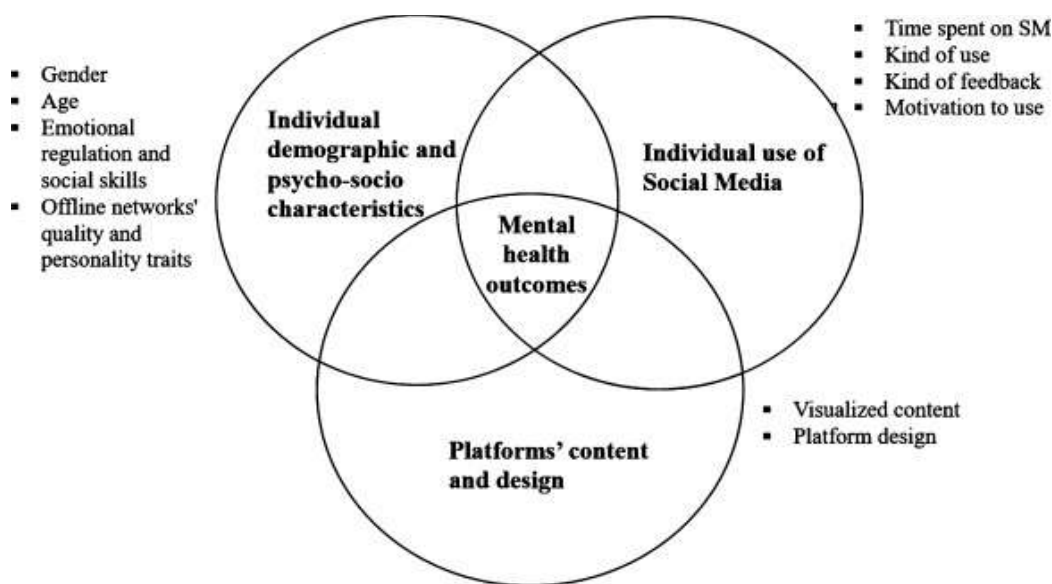 ▪ Gender
▪ Age
▪ Emotional
regulation and
social skills
▪ Offline networks'
quality and
personality traits
Individual
demographic and
psycho-socio
characteristics
▪ Time spent on SM
▪ Kind of use
▪ Kind of feedback
▪ Motivation to use
Individual use of
Social Media
Mental
health
outcomes
Platforms’ content
and design
▪ Visualized content
▪ Platform design